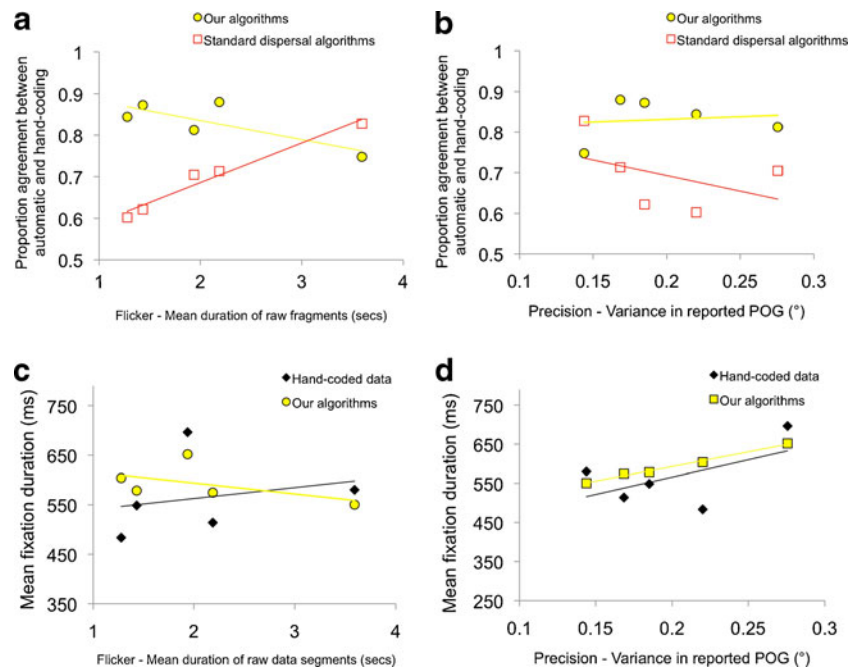 a
Our algorithms
Standard dispersal algorithms
Proportion agreement between
automatic and hand-coding
1
0.9
0.8
0.7
0.6
0.5
1 2 3 4
Flicker - Mean duration of raw fragments (secs)
b
Our algorithms
Standard dispersal algorithms
Proportion agreement between
automatic and hand-coding
1
0.9
0.8
0.7
0.6
0.5
0.1 0.15 0.2 0.25 0.3
Precision - Variance in reported POG (°)
c
Hand-coded data
Our algorithms
Mean fixation duration (ms)
750
650
550
450
350
1 2 3 4
Flicker - Mean duration of raw data segments (secs)
d
Hand-coded data
Our algorithms
Mean fixation duration (ms)
750
650
550
450
350
250
0.1 0.15 0.2 0.25 0.3
Precision - Variance in reported POG (°)